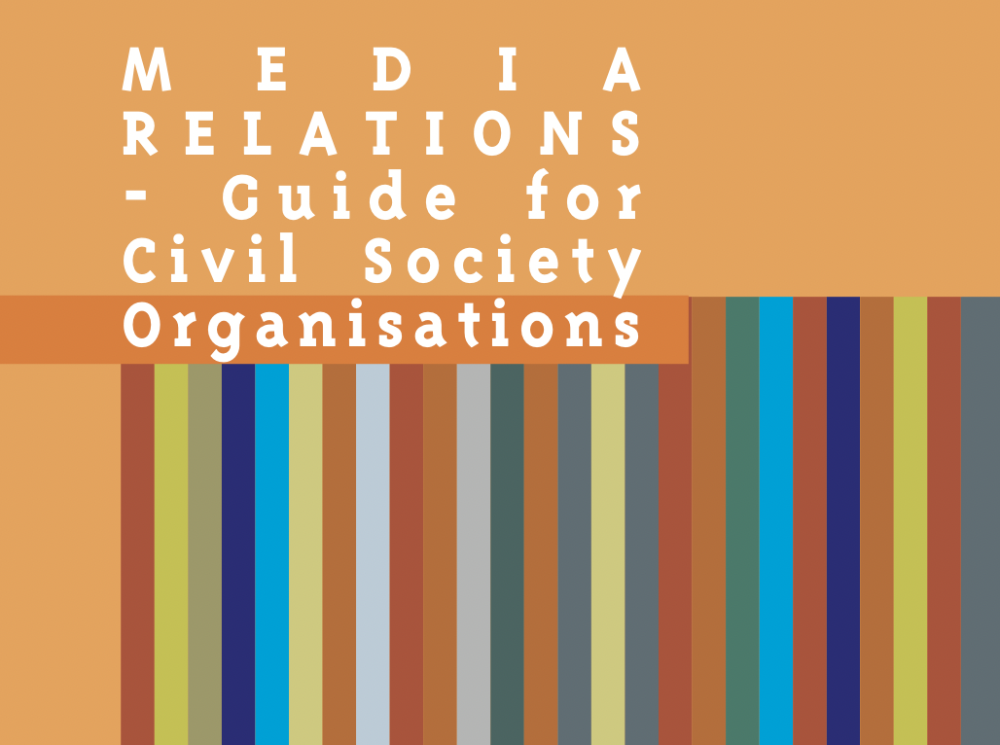 MEDIA
RELATIONS
- Guide for
Civil Society
Organisations